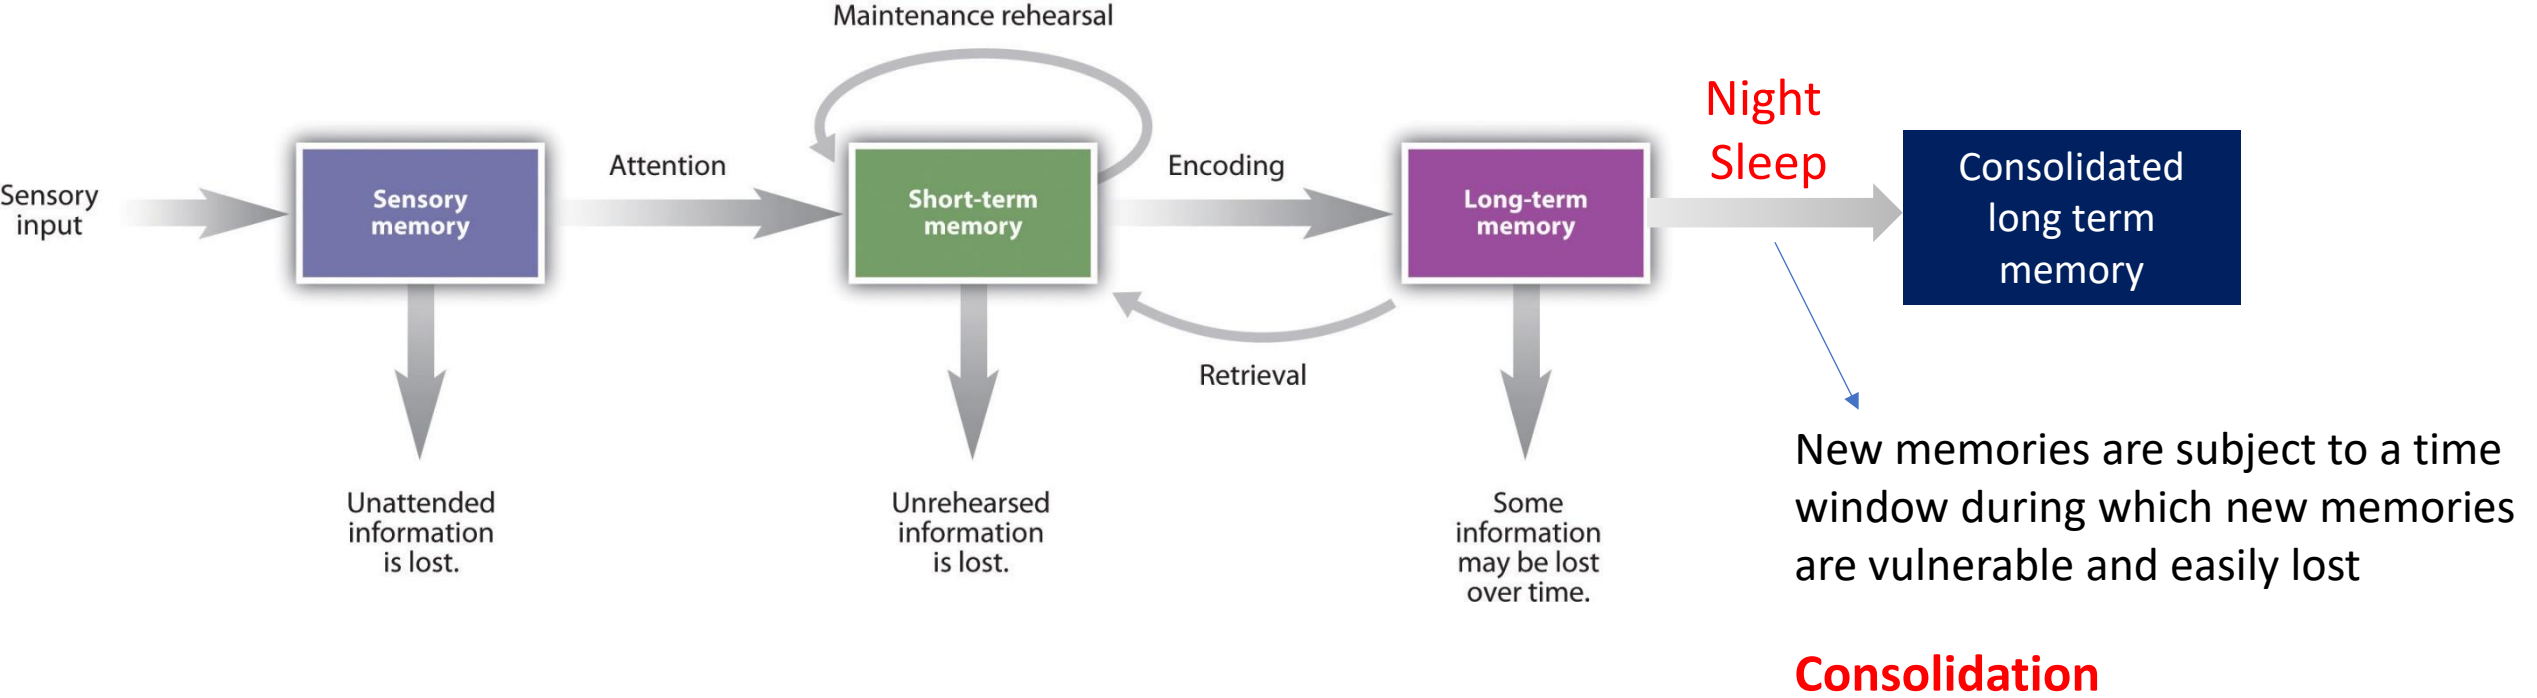 Maintenance rehearsal
Sensory
input
Sensory
memory
Attention
Short-term
memory
Encoding
Long-term
memory
Night
Sleep
Consolidated
long term
memory
Retrieval
Unattended
information
is lost.
Unrehearsed
information
is lost.
Some
information
may be lost
over time.
New memories are subject to a time
window during which new memories
are vulnerable and easily lost
Consolidation